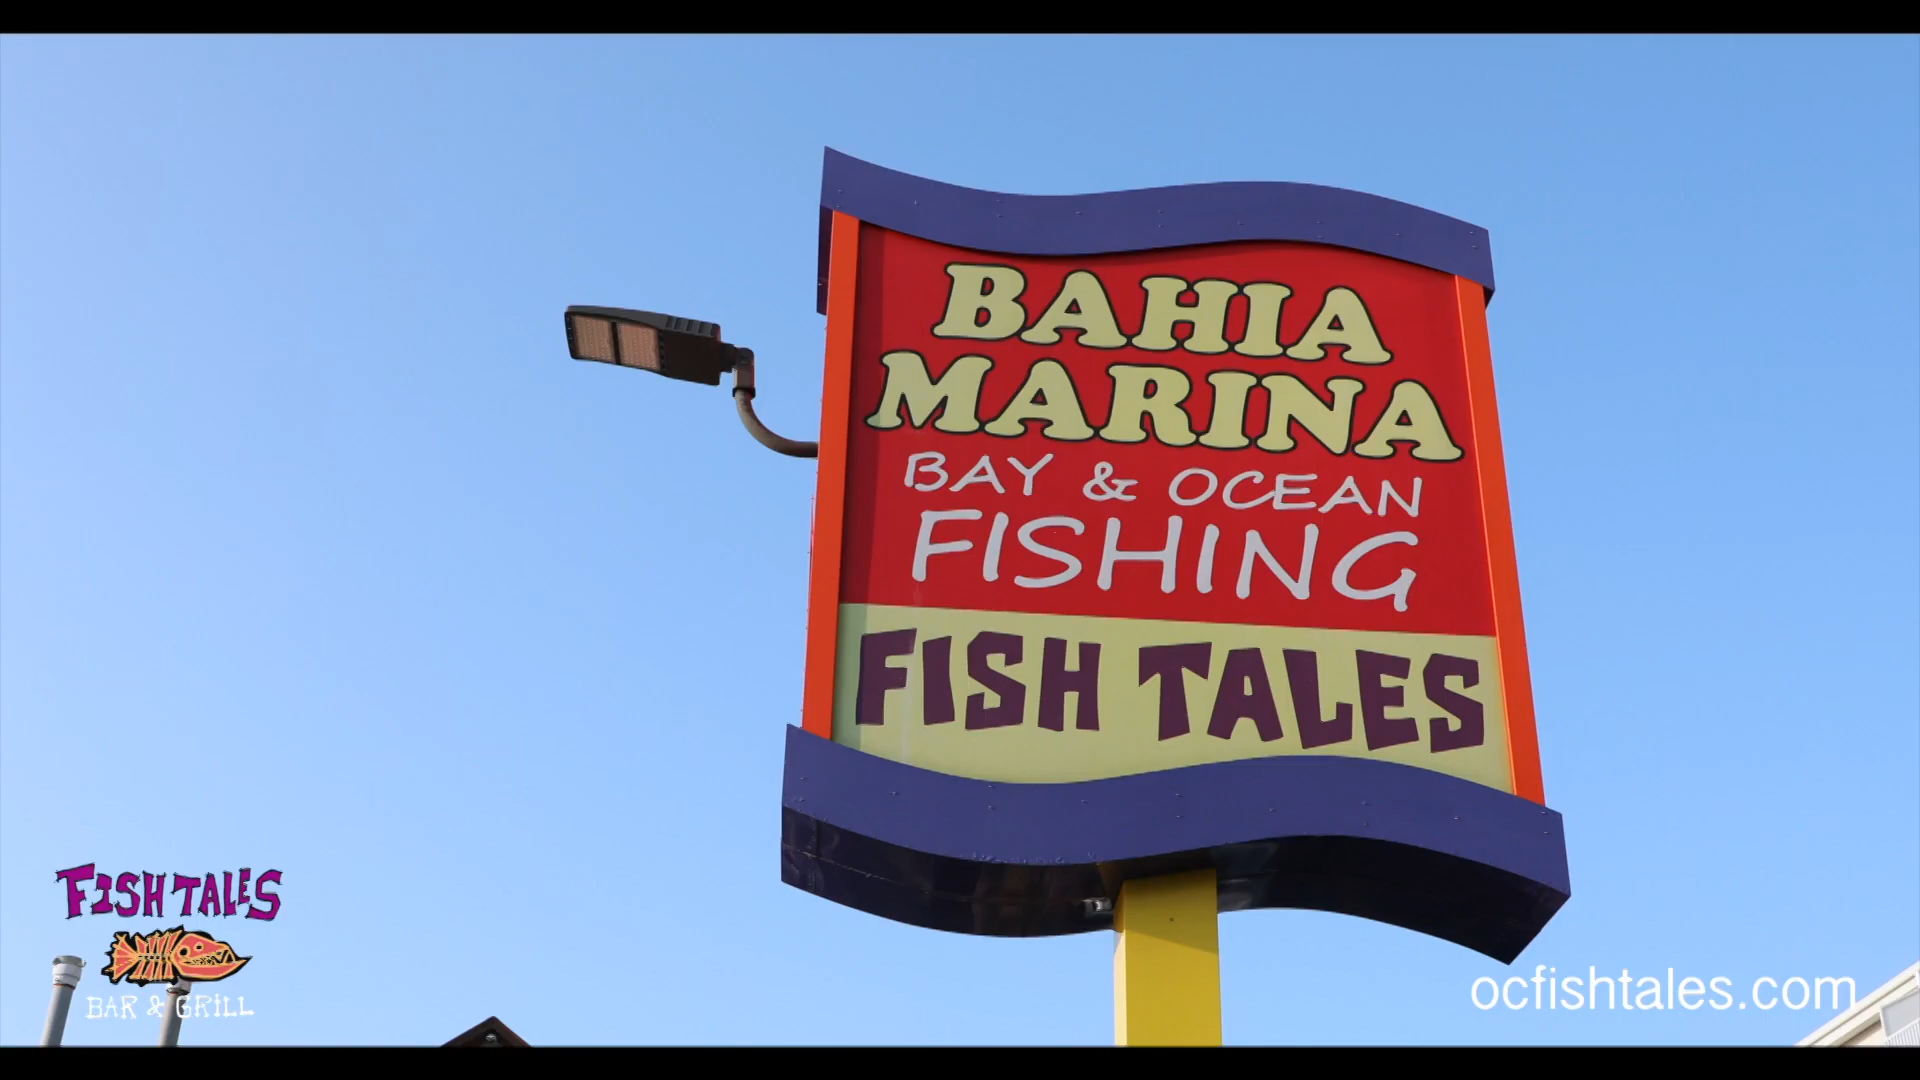 BAHIA
MARINA
BAY & OCEAN
FISHING
FISH TALES
FISH TALES
BAR & GRILL
ocfishtales.com